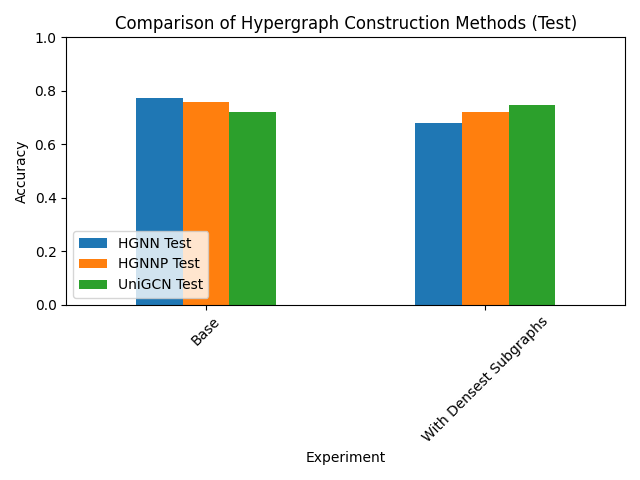 Comparison of Hypergraph Construction Methods (Test)
1.0
0.8
0.6
0.4
0.2
0.0
Accuracy
HGNN Test
HGNNP Test
UniGCN Test
Base
With Densest Subgraphs
Experiment